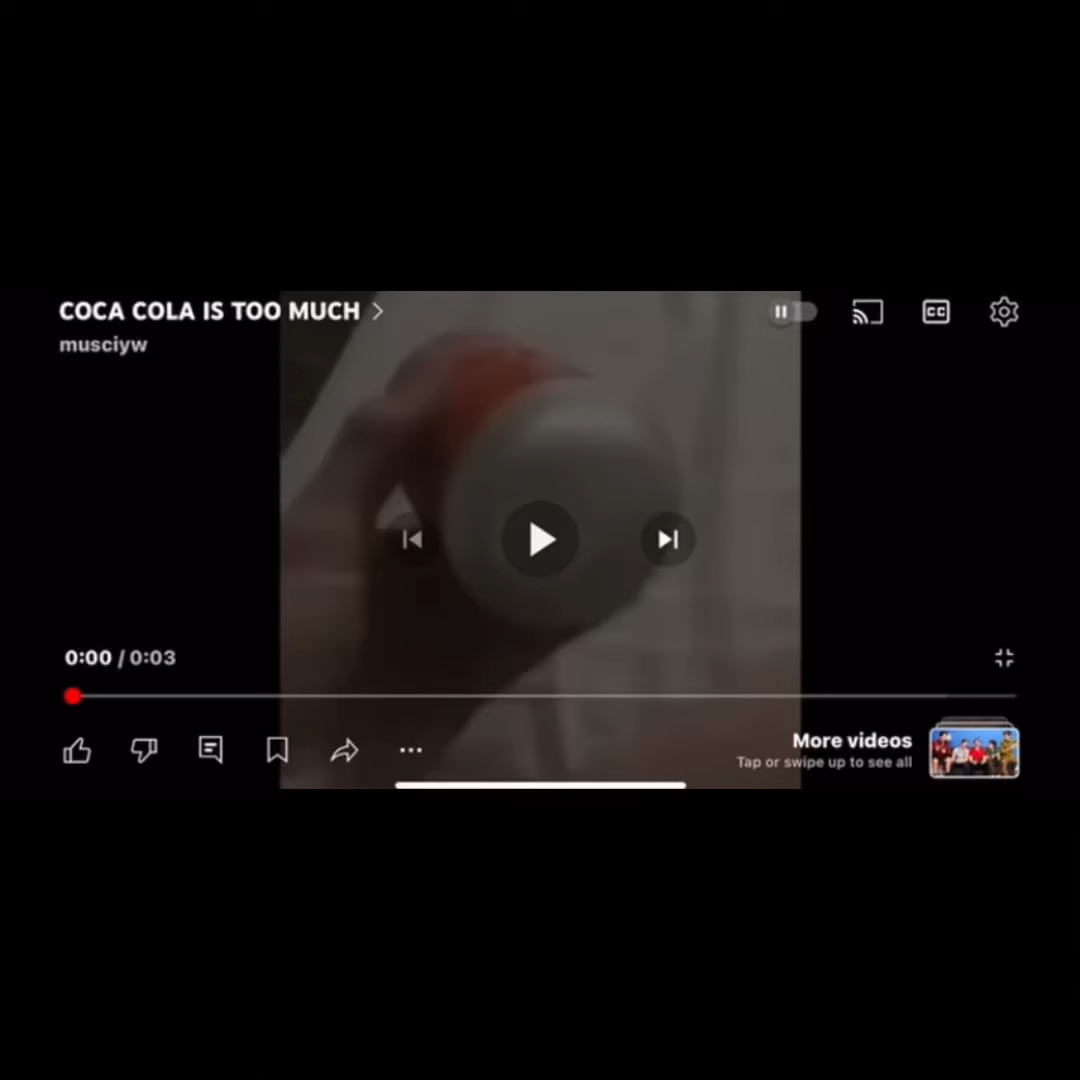 COCA COLA IS TOO MUCH
musciyw
CC
0:00 / 0:03
More videos
Tap or swipe up to see all